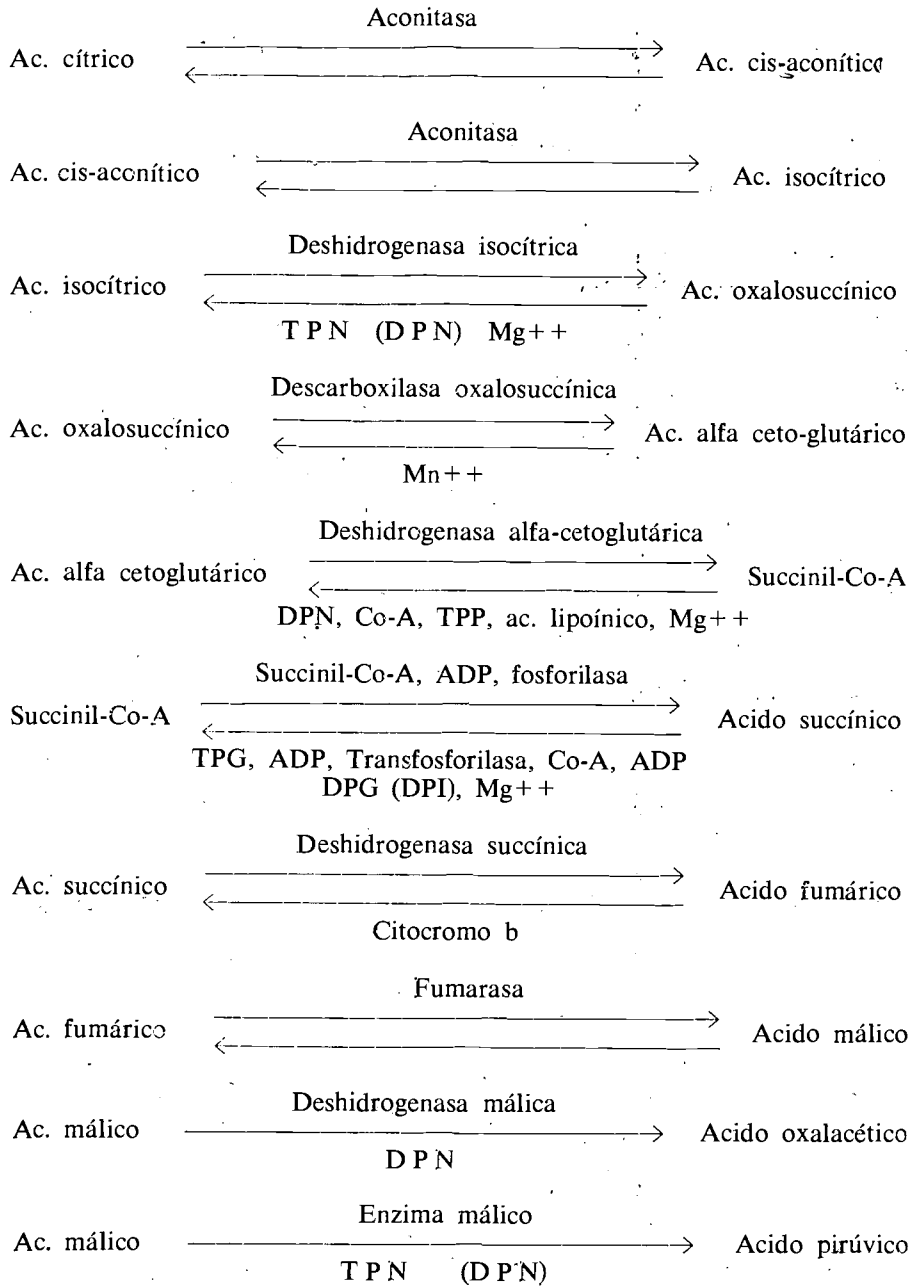 Aconitasa
Ac. cítrico
Ac. cis-aconítico
Aconitasa
Ac. cis-aconítico
Ac. isocítrico
Deshidrogenasa isocítrica
Ac. isocítrico
Ac. oxalosuccínico
T P N (D P N) Mg++
Descarboxilasa oxalosuccínica
Ac. oxalosuccínico
Ac. alfa ceto-glutárico
Mn++
Deshidrogenasa alfa-cetoglutárica
Ac. alfa cetoglutárico
Succinil-Co-A
DPN, Co-A, TPP, ac. lipoínico, Mg++
Succinil-Co-A, ADP, fosforilasa
Succinil-Co-A
Acido succínico
TPG, ADP, Transfosforilasa, Co-A, ADP
DPG (DPI), Mg++
Deshidrogenasa succínica
Ac. succínico
Acido fumárico
Citocromo b
Fumarasa
Ac. fumárico
Acido málico
Deshidrogenasa málica
Ac. málico
Acido oxalacético
D P N
Enzima málico
Ac. málico
Acido pirúvico
T P N (D P N)